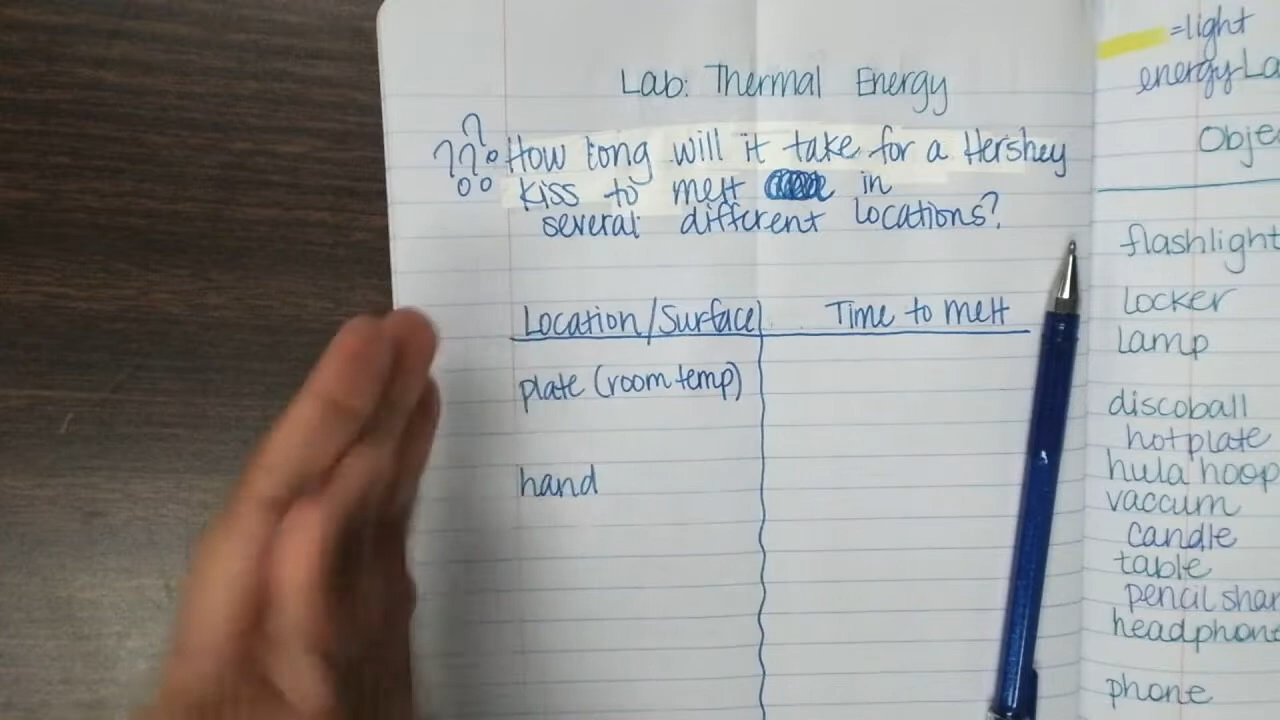 Lab: Thermal Energy
??? How long will it take for a Hershey
Kiss to melt in
several different locations?
Location/Surface Time to melt
plate (room temp)
hand
=light
energy
flashlight
Locker
Lamp
discoball
hotplate
hula hoop
vaccum
candle
table
pencil
phone